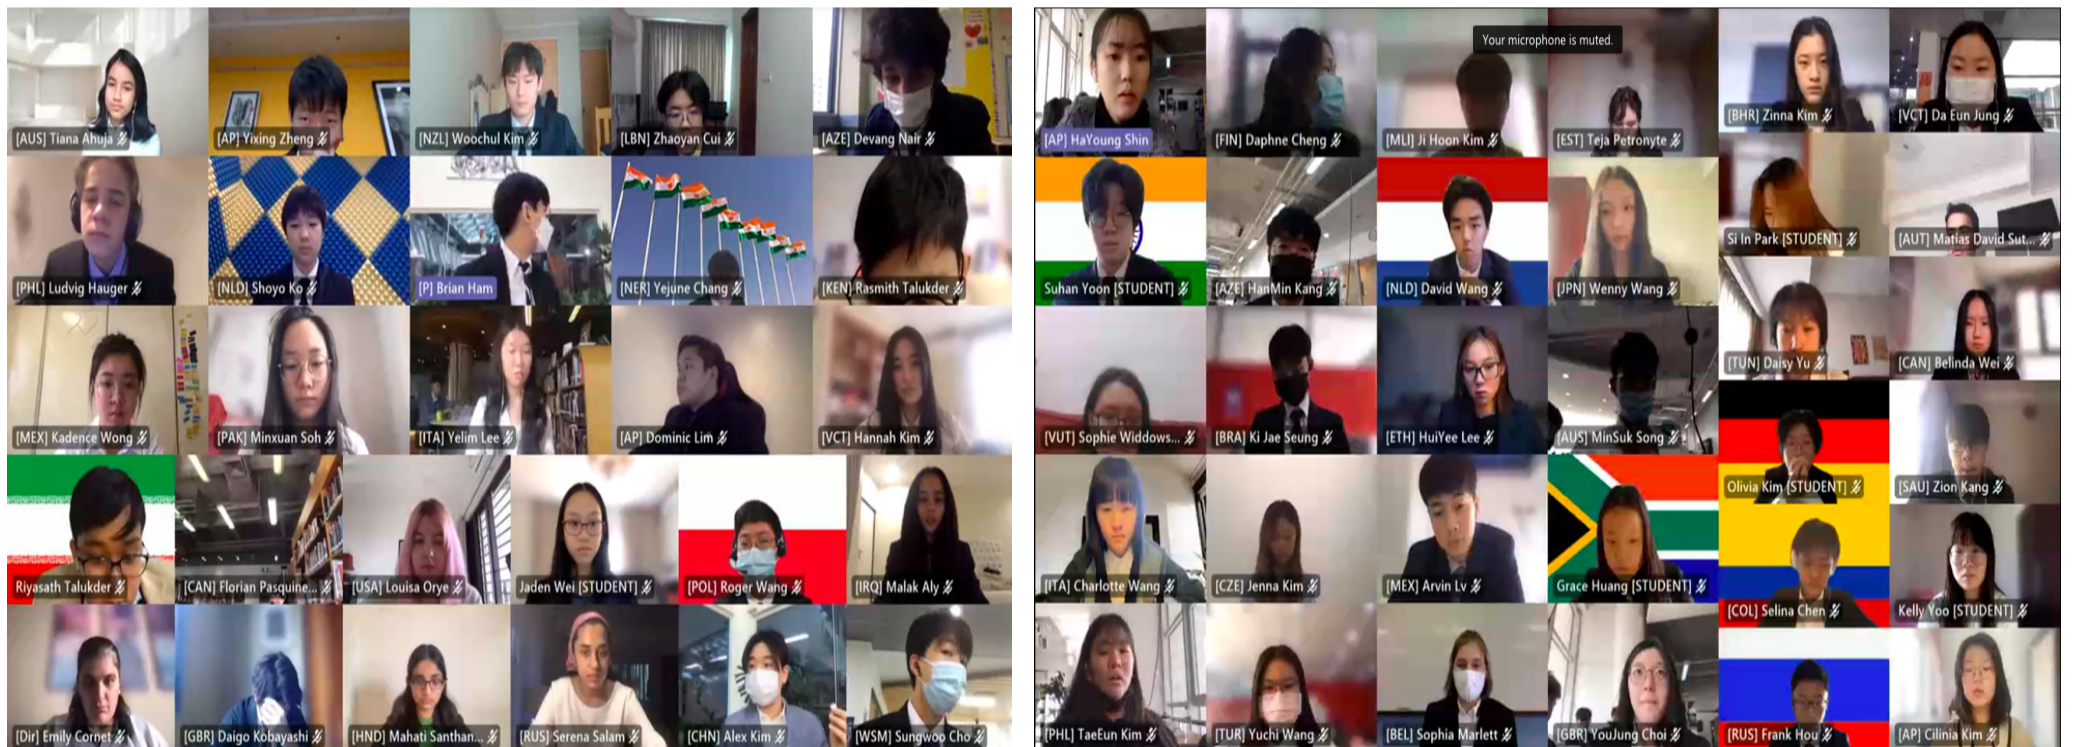 [AUS] Tiana Ahuja
[AP] Yixing Zheng
[NZL] Woochul Kim
[LBN] Zhaoyan Cui
[AZE] Devang Nair
[PHL] Ludvig Hauger
[NLD] Shoyo Ko
[P] Brian Ham
[NER] Yejune Chang
[KEN] Rasmith Talukder
[MEX] Kadence Wong
[PAK] Minxuan Soh
[ITA] Yelim Lee
[AP] Dominic Lim
[VCT] Hannah Kim
Riyasath Talukder
[CAN] Florian Pasquine...
[USA] Louisa Orye
Jaden Wei [STUDENT]
[POL] Roger Wang
[IRQ] Malak Aly
[Dir] Emily Cornet
[GBR] Daigo Kobayashi
[HND] Mahati Santhan...
[RUS] Serena Salam
[CHN] Alex Kim
[WSM] Sungwoo Cho
Your microphone is muted.
[AP] HaYoung Shin
[FIN] Daphne Cheng
[MLI] Ji Hoon Kim
[EST] Teja Petronyte
[BHR] Zinna Kim
[VCT] Da Eun Jung
Suhan Yoon [STUDENT]
[AZE] HanMin Kang
[NLD] David Wang
[JPN] Wenny Wang
Si In Park [STUDENT]
[AUT] Matias David Sut...
[VUT] Sophie Widdows...
[BRA] Ki Jae Seung
[ETH] HuiYee Lee
[AUS] MinSuk Song
[TUN] Daisy Yu
[CAN] Belinda Wei
Olivia Kim [STUDENT]
[SAU] Zion Kang
[ITA] Charlotte Wang
[CZE] Jenna Kim
[MEX] Arvin Lv
Grace Huang [STUDENT]
[COL] Selina Chen
Kelly Yoo [STUDENT]
[PHL] TaeEun Kim
[TUR] Yuchi Wang
[BEL] Sophia Marlett
[GBR] YouJung Choi
[RUS] Frank Hou
[AP] Cilinia Kim